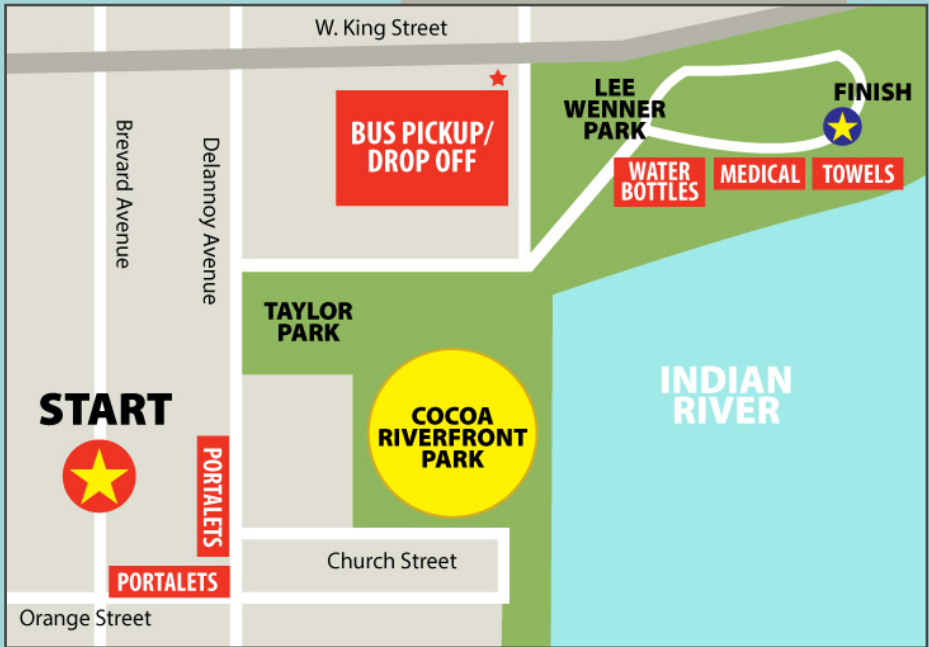 W. King Street
LEE
WENNER
PARK
FINISH
BUS PICKUP/
DROP OFF
Brevard Avenue
Delannoy Avenue
WATER
BOTTLES
MEDICAL
TOWELS
TAYLOR
PARK
START
COCOA
RIVERFRONT
PARK
INDIAN
RIVER
PORTALETS
PORTALETS
Church Street
Orange Street